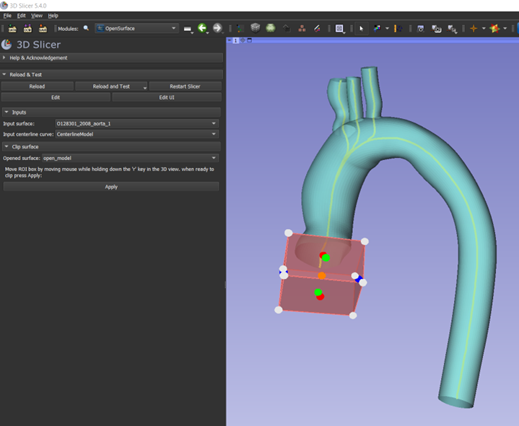 3D Slicer 5.4.0
File Edit View Help
Modules: OpenSurface
3D Slicer
Help & Acknowledgement
Reload & Test
Reload Reload and Test Restart Slicer
Edit Edit UI
Inputs
Input surface: O128301_2008_aorta_1
Input centerline curve: CenterlineModel
Clip surface
Opened surface: open_model
Move ROI box by moving mouse while holding down the 'r' key in the 3D view, when ready to
clip press Apply:
Apply
1